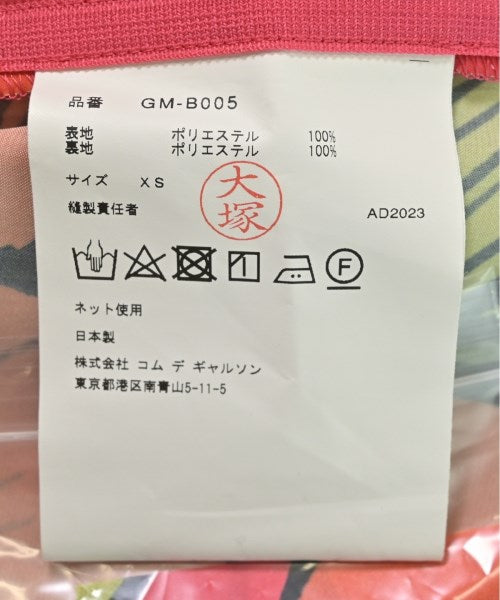 品番 GM-B005
表地 ポリエステル 100%
裏地 ポリエステル 100%
サイズ XS
縫製責任者 大塚 AD2023
F
ネット使用
日本製
株式会社 コム デ ギャルソン
東京都港区南青山5-11-5